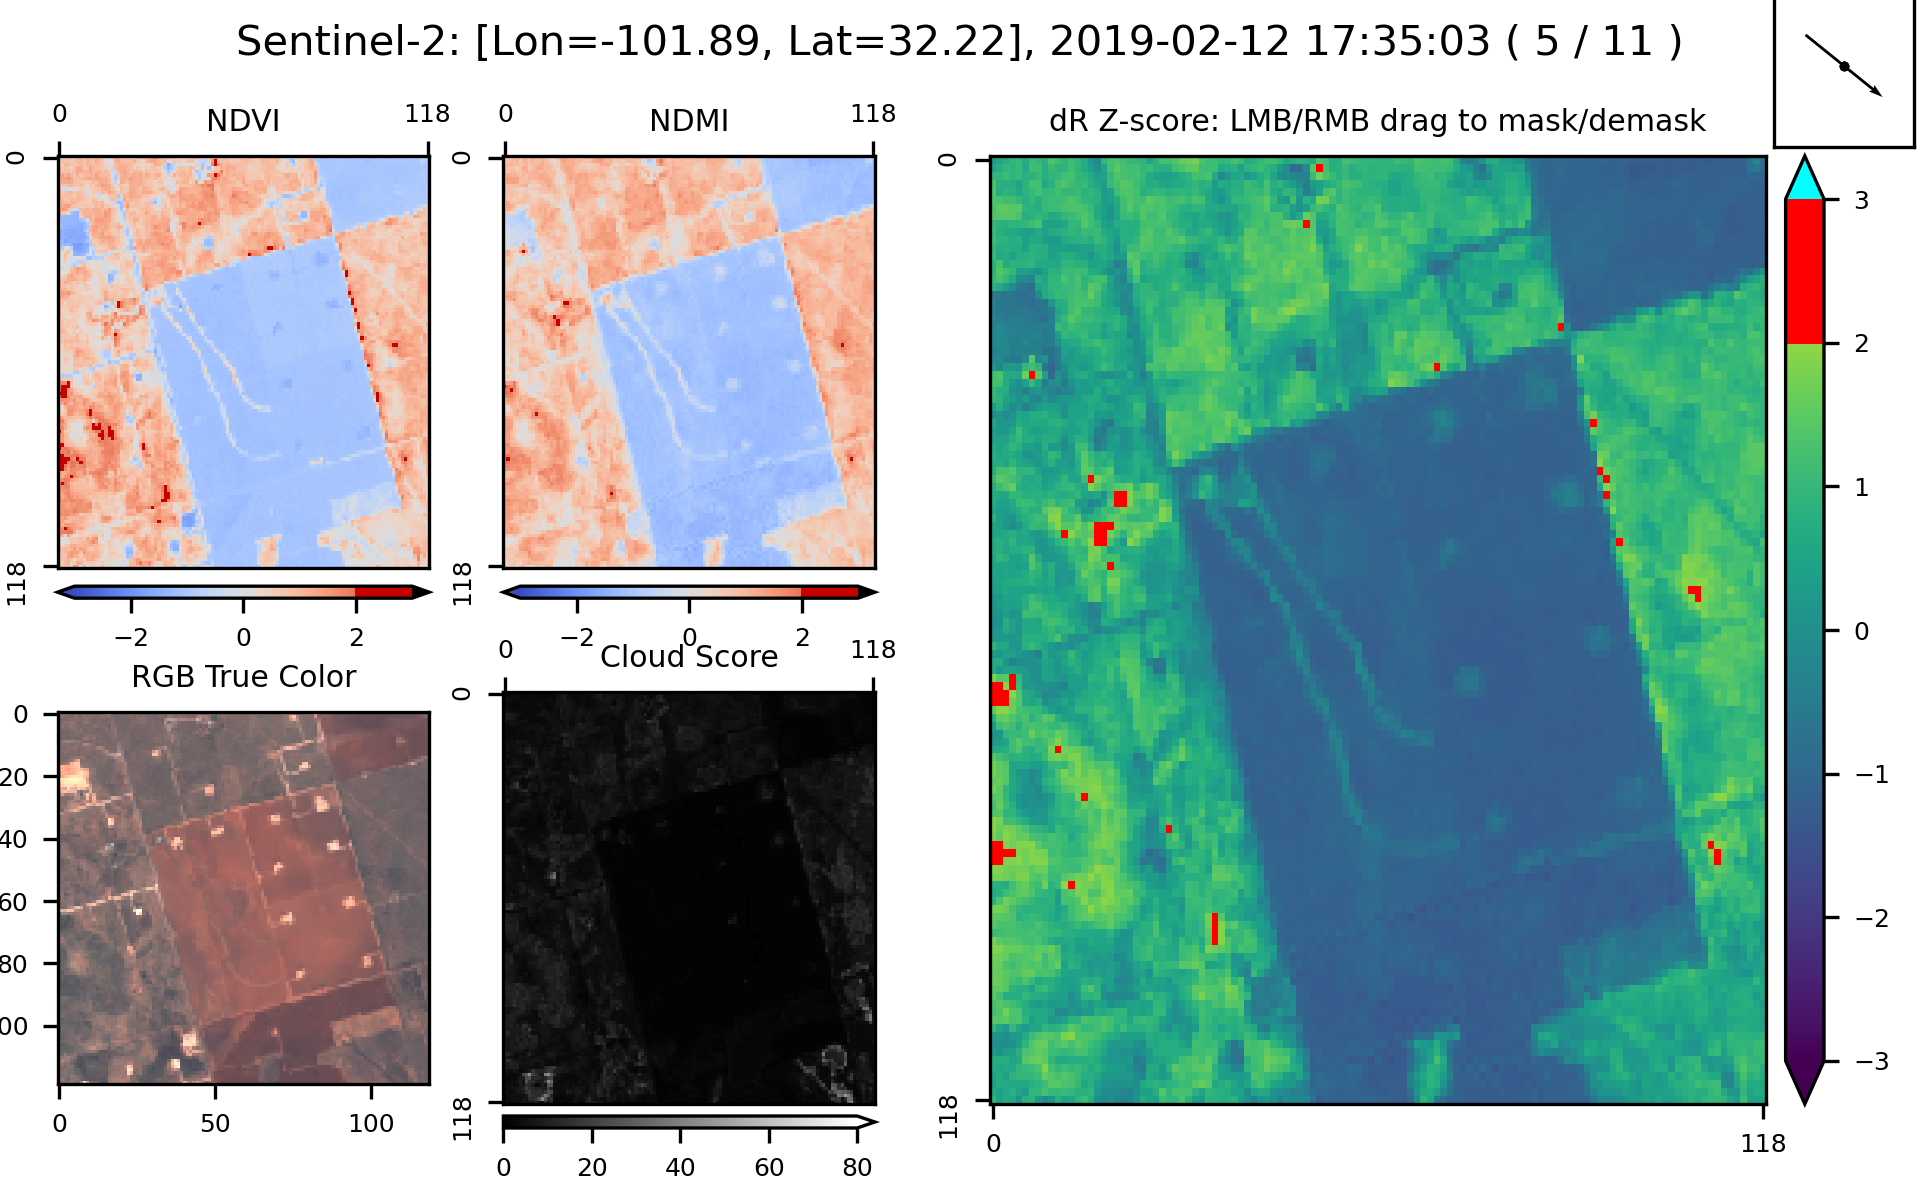 Sentinel-2: [Lon=-101.89, Lat=32.22], 2019-02-12 17:35:03 ( 5 / 11 )
0 NDVI 118
0
118
−2 0 2
0 NDMI 118
0
118
−2 0 2
dR Z-score: LMB/RMB drag to mask/demask
0
118
0 118
3
2
1
0
−1
−2
−3
RGB True Color
0
20
40
60
80
00
0 50 100
0 Cloud Score 118
0
118
0 20 40 60 80